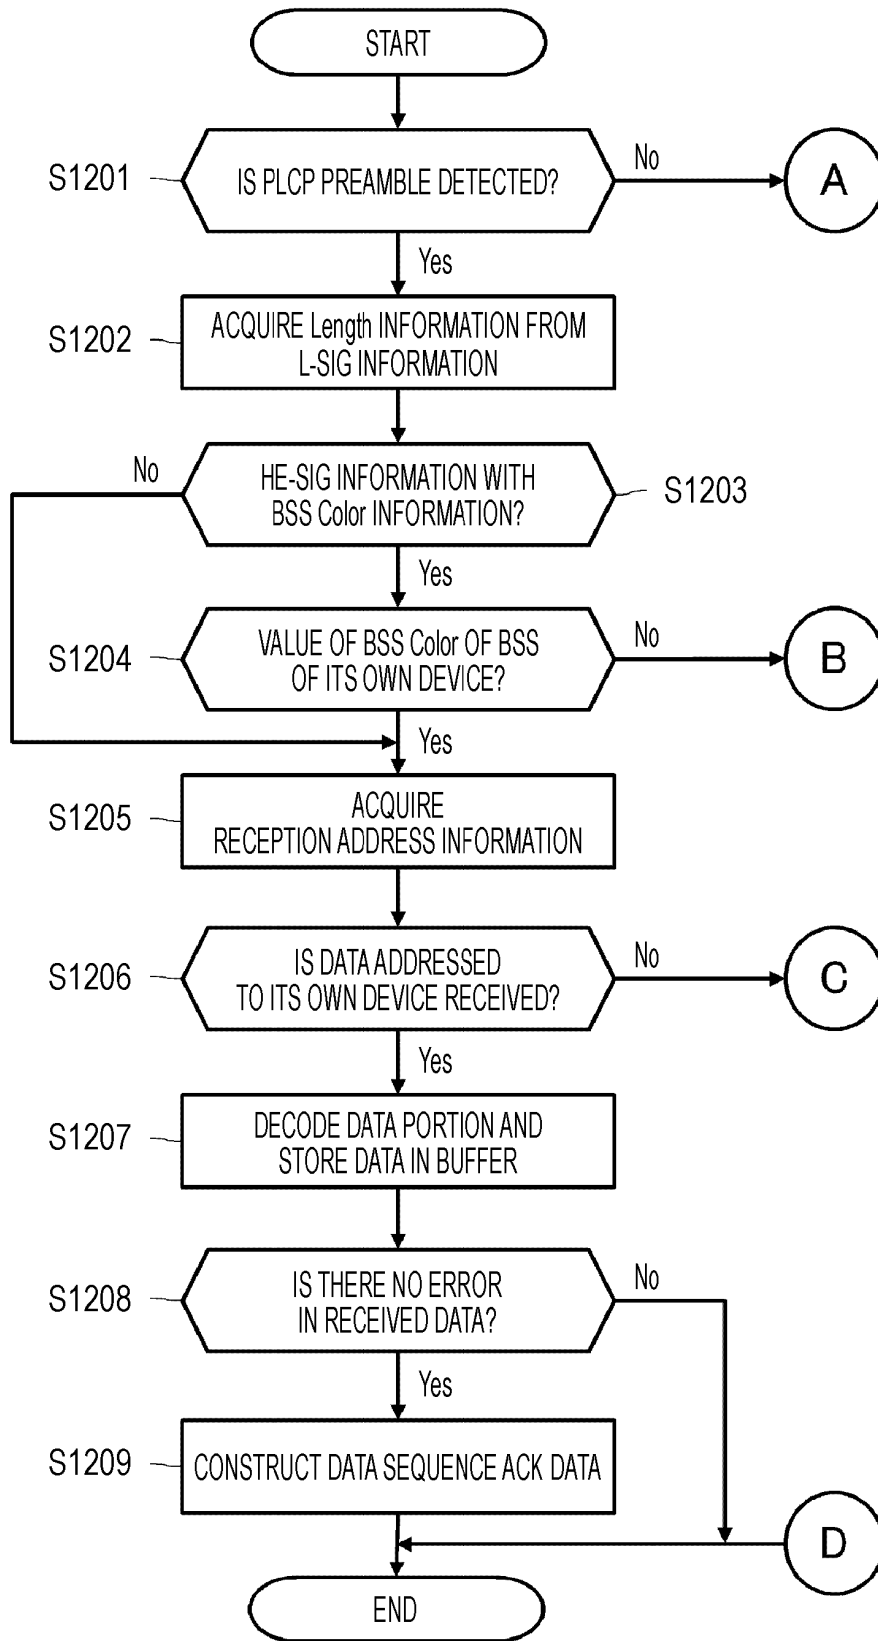 START
S1201
IS PLCP PREAMBLE DETECTED?
No
A
Yes
S1202
ACQUIRE Length INFORMATION FROM
L-SIG INFORMATION
No
HE-SIG INFORMATION WITH
BSS Color INFORMATION?
S1203
Yes
S1204
VALUE OF BSS Color OF BSS
OF ITS OWN DEVICE?
No
B
Yes
S1205
ACQUIRE
RECEPTION ADDRESS INFORMATION
S1206
IS DATA ADDRESSED
TO ITS OWN DEVICE RECEIVED?
No
C
Yes
S1207
DECODE DATA PORTION AND
STORE DATA IN BUFFER
S1208
IS THERE NO ERROR
IN RECEIVED DATA?
No
Yes
S1209
CONSTRUCT DATA SEQUENCE ACK DATA
D
END